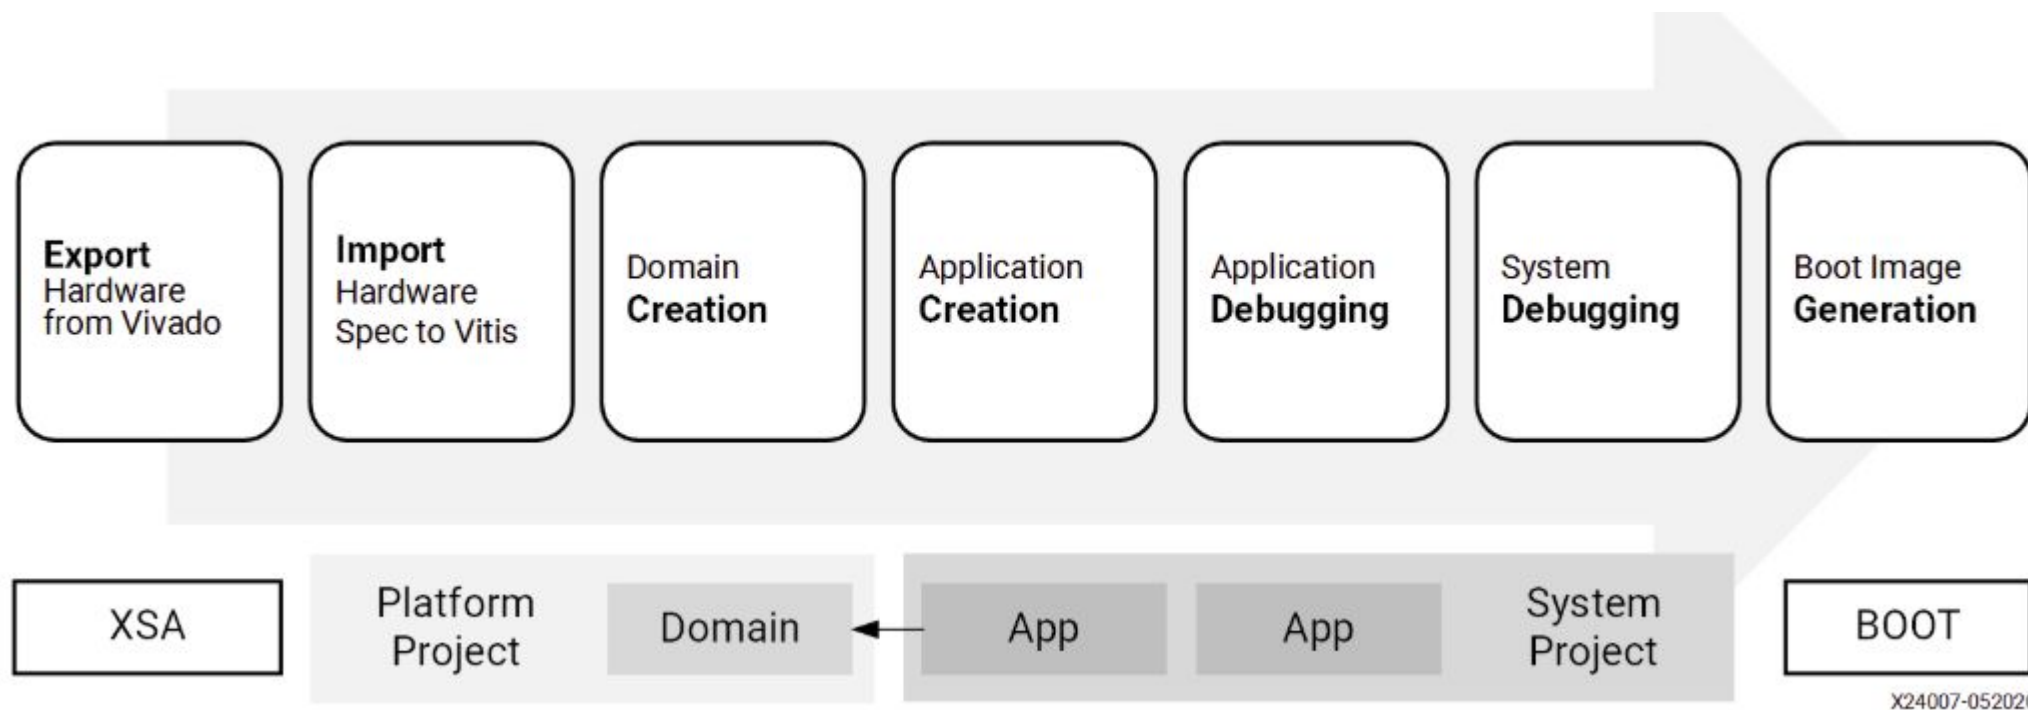 Export
Hardware
from Vivado
Import
Hardware
Spec to Vitis
Domain
Creation
Application
Creation
Application
Debugging
System
Debugging
Boot Image
Generation
XSA
Platform
Project
Domain
App
App
System
Project
BOOT